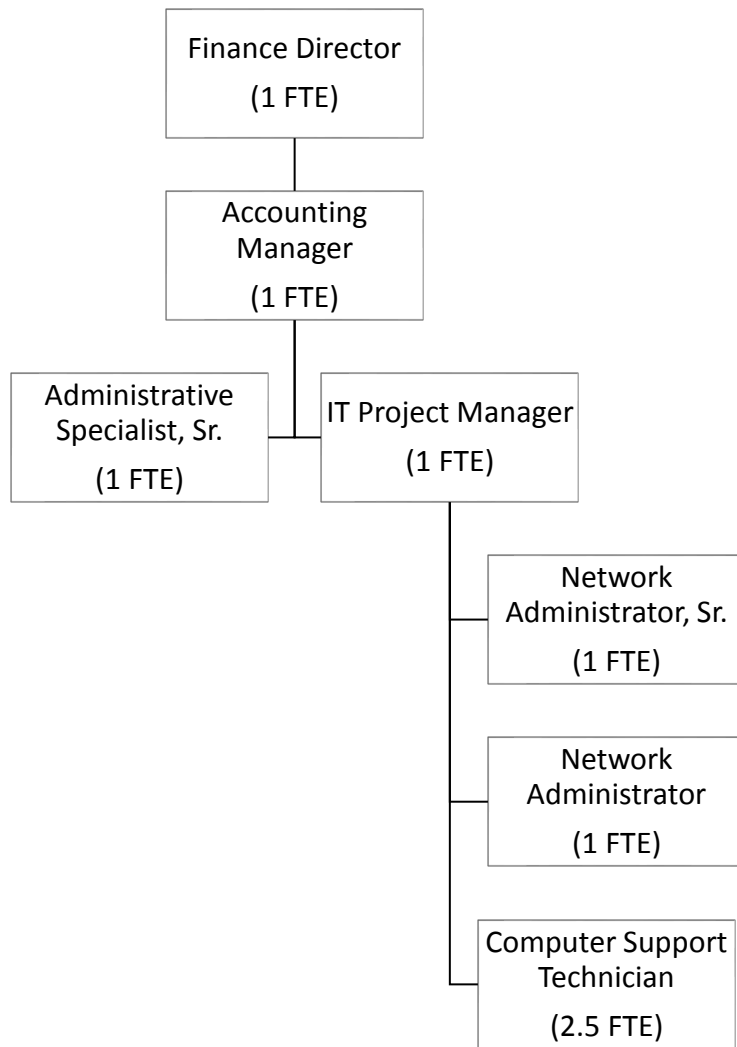 Finance Director
(1 FTE)
Accounting
Manager
(1 FTE)
Administrative
Specialist, Sr.
(1 FTE)
IT Project Manager
(1 FTE)
Network
Administrator, Sr.
(1 FTE)
Network
Administrator
(1 FTE)
Computer Support
Technician
(2.5 FTE)